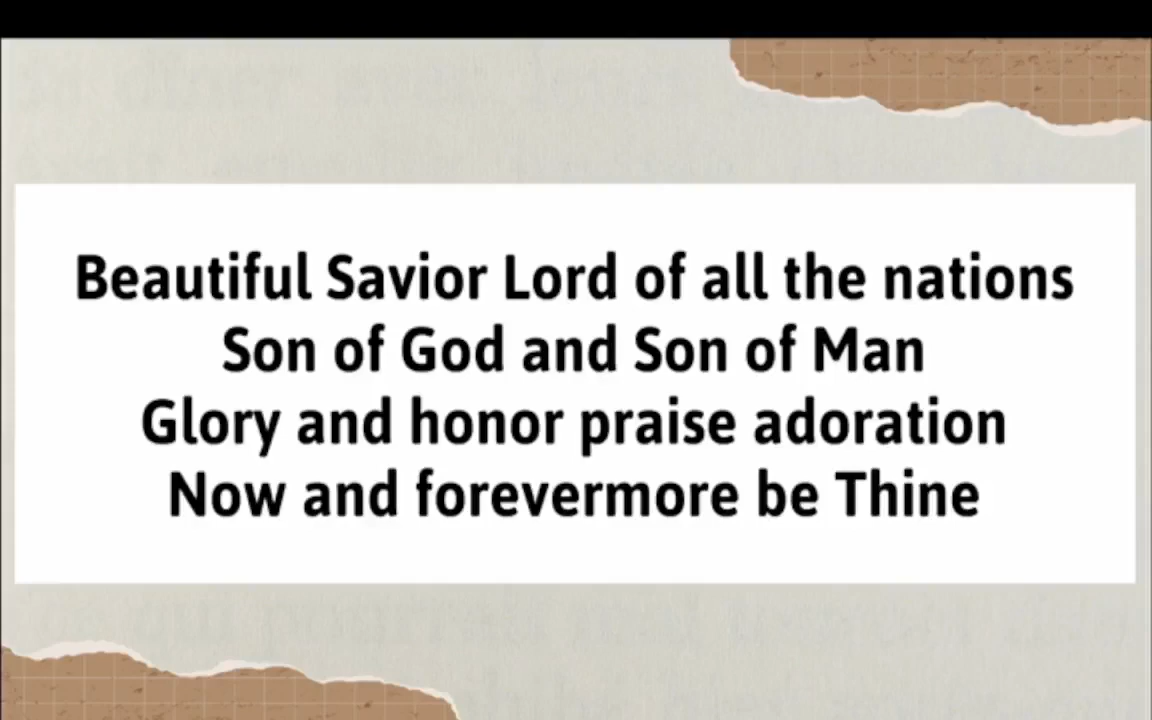 Beautiful Savior Lord of all the nations
Son of God and Son of Man
Glory and honor praise adoration
Now and forevermore be Thine